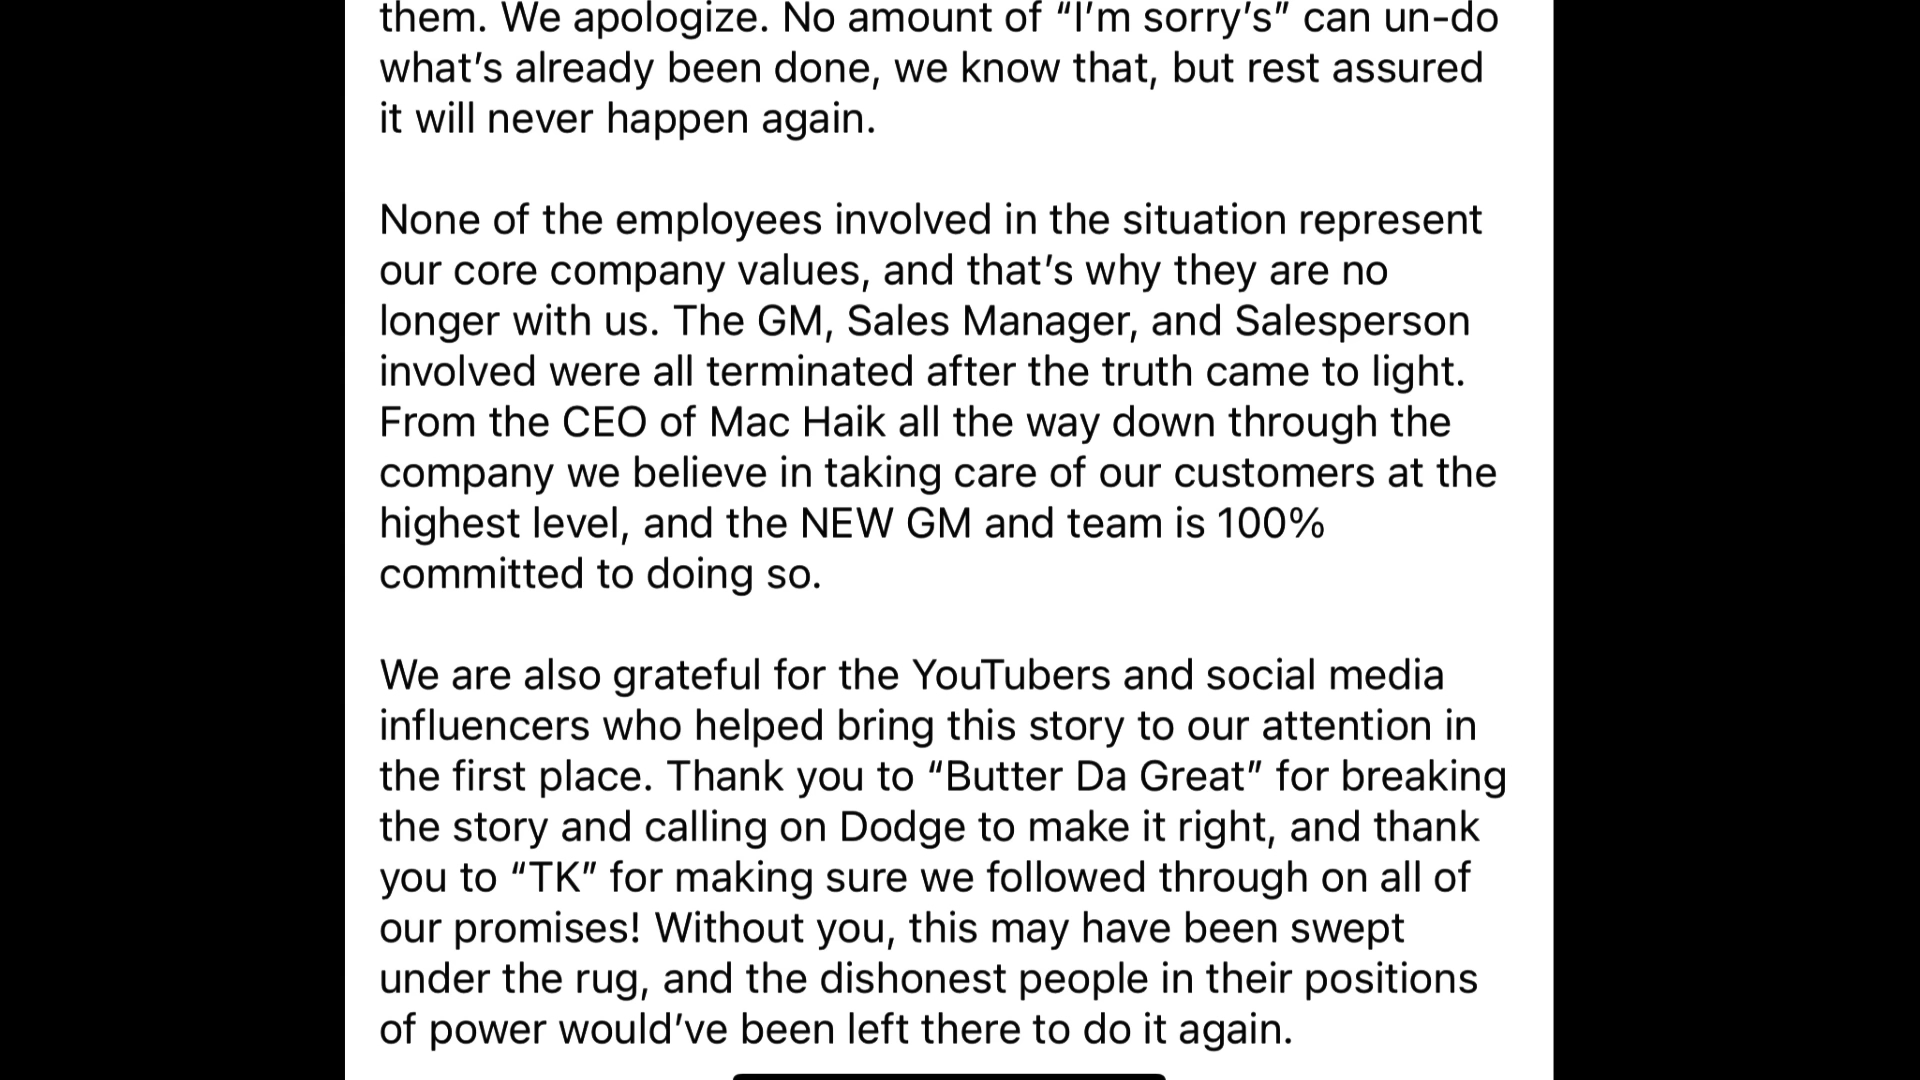 them. We apologize. No amount of “I’m sorry’s” can un-do
what’s already been done, we know that, but rest assured
it will never happen again.
None of the employees involved in the situation represent
our core company values, and that’s why they are no
longer with us. The GM, Sales Manager, and Salesperson
involved were all terminated after the truth came to light.
From the CEO of Mac Haik all the way down through the
company we believe in taking care of our customers at the
highest level, and the NEW GM and team is 100%
committed to doing so.
We are also grateful for the YouTubers and social media
influencers who helped bring this story to our attention in
the first place. Thank you to “Butter Da Great” for breaking
the story and calling on Dodge to make it right, and thank
you to “TK” for making sure we followed through on all of
our promises! Without you, this may have been swept
under the rug, and the dishonest people in their positions
of power would’ve been left there to do it again.